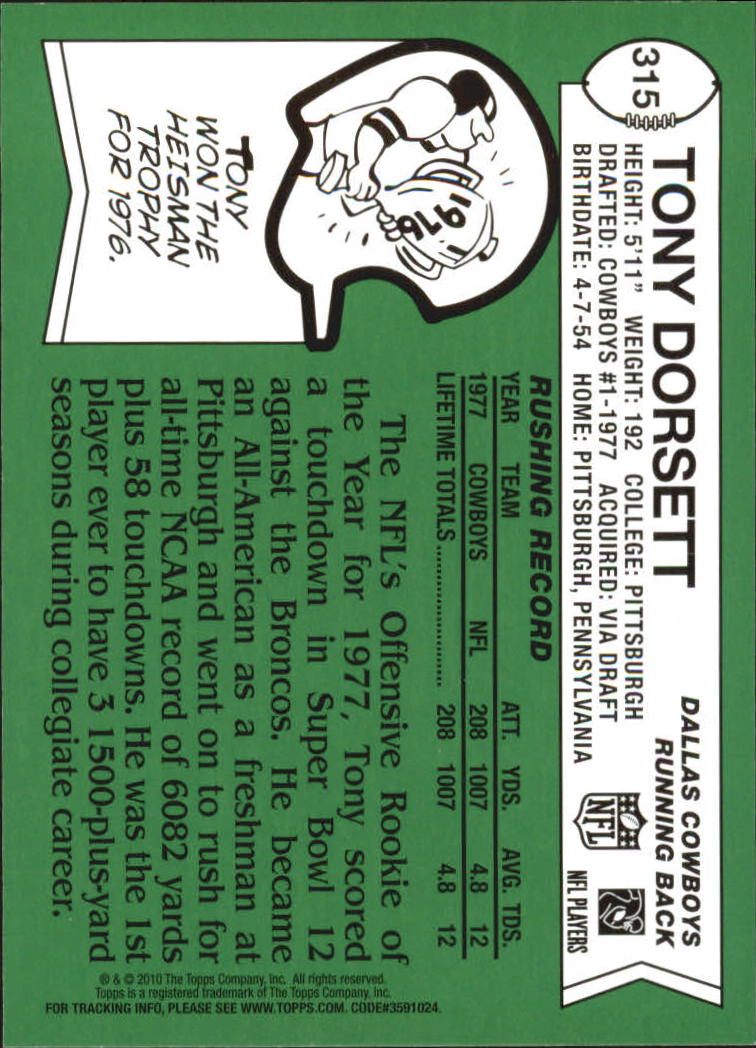 315
TONY DORSETT
DALLAS COWBOYS
RUNNING BACK
HEIGHT: 5'11" WEIGHT: 192 COLLEGE: PITTSBURGH
DRAFTED: COWBOYS #1-1977 ACQUIRED: VIA DRAFT
BIRTHDATE: 4-7-54 HOME: PITTSBURGH, PENNSYLVANIA
NFL
NFL PLAYERS
1976
TONY
WON THE
HEISMAN
TROPHY
FOR 1976.
RUSHING RECORD
YEAR TEAM ATT. YDS. AVG. TDS.
1977 COWBOYS NFL 208 1007 4.8 12
LIFETIME TOTALS .......................... 208 1007 4.8 12
The NFL's Offensive Rookie of
the Year for 1977, Tony scored
a touchdown in Super Bowl 12
against the Broncos. He became
an All-American as a freshman at
Pittsburgh and went on to rush for
all-time NCAA record of 6082 yards
plus 58 touchdowns. He was the 1st
player ever to have 3 1500-plus-yard
seasons during collegiate career.
® & © 2010 The Topps Company, Inc. All rights reserved.
Topps is a registered trademark of The Topps Company, Inc.
FOR TRACKING INFO, PLEASE SEE WWW.TOPPS.COM. CODE#3591024.